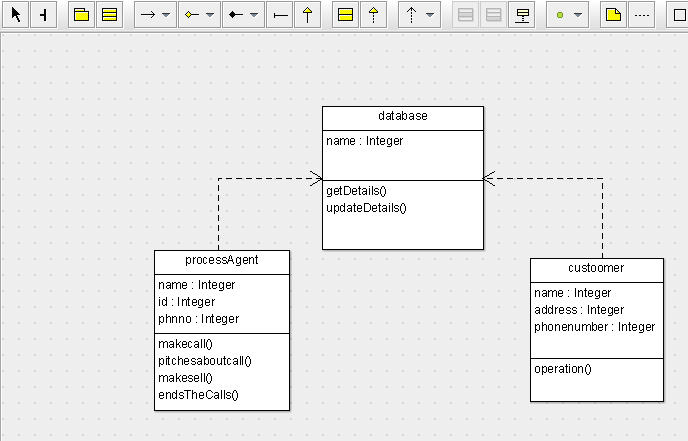 database
name : Integer
getDetails()
updateDetails()
processAgent
name : Integer
id : Integer
phnno : Integer
makecall()
pitchesaboutcall()
makesell()
endsTheCalls()
custoomer
name : Integer
address : Integer
phonenumber : Integer
operation()